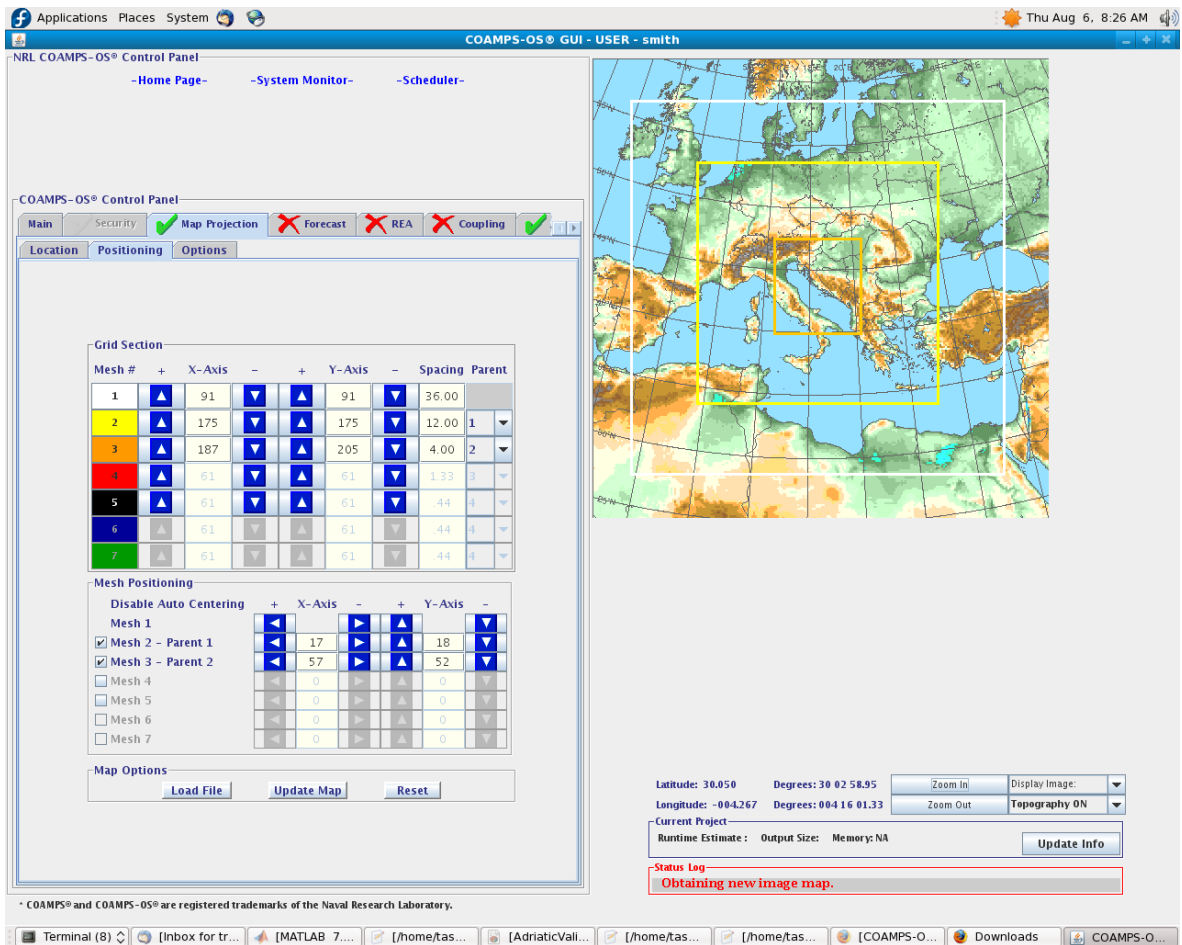 Applications Places System
Thu Aug 6, 8:26 AM
COAMPS-OS® GUI - USER - smith
NRL COAMPS-OS® Control Panel
-Home Page- -System Monitor- -Scheduler-
COAMPS-OS® Control Panel
Main Security Map Projection Forecast REA Coupling
Location Positioning Options
Grid Section
Mesh # + X-Axis - + Y-Axis - Spacing Parent
1 91 91 36.00
2 175 175 12.00 1
3 187 205 4.00 2
4 61 61 1.33 3
5 61 61 .44 4
6 61 61 .44 4
7 61 61 .44 4
Mesh Positioning
Disable Auto Centering + X-Axis - + Y-Axis -
Mesh 1
Mesh 2 - Parent 1 17 18
Mesh 3 - Parent 2 57 52
Mesh 4 0 0
Mesh 5 0 0
Mesh 6 0 0
Mesh 7 0 0
Map Options
Load File Update Map Reset
Latitude: 30.050 Degrees: 30 02 58.95 Zoom In Display Image:
Longitude: -004.267 Degrees: 004 16 01.33 Zoom Out Topography ON
Current Project
Runtime Estimate : Output Size: Memory: NA Update Info
Status Log
Obtaining new image map.
* COAMPS® and COAMPS-OS® are registered trademarks of the Naval Research Laboratory.
Terminal (8) [Inbox for tr... [MATLAB 7.... [/home/tas... [AdriaticVali... [/home/tas... [/home/tas... [COAMPS-O... Downloads COAMPS-O...